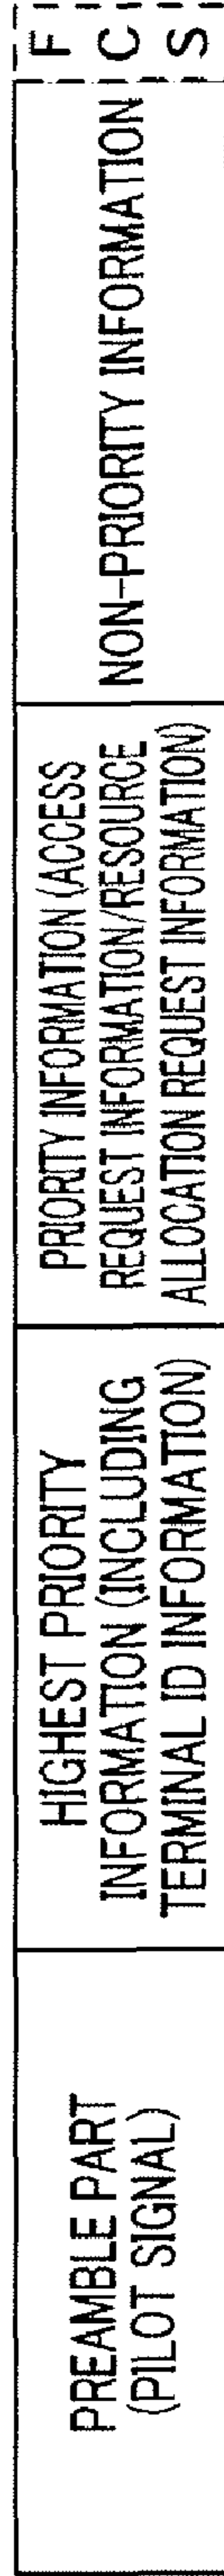 PREAMBLE PART
(PILOT SIGNAL)
HIGHEST PRIORITY
INFORMATION (INCLUDING
TERMINAL ID INFORMATION)
PRIORITY INFORMATION (ACCESS
REQUEST INFORMATION/RESOURCE
ALLOCATION REQUEST INFORMATION)
NON-PRIORITY INFORMATION
F
C
S